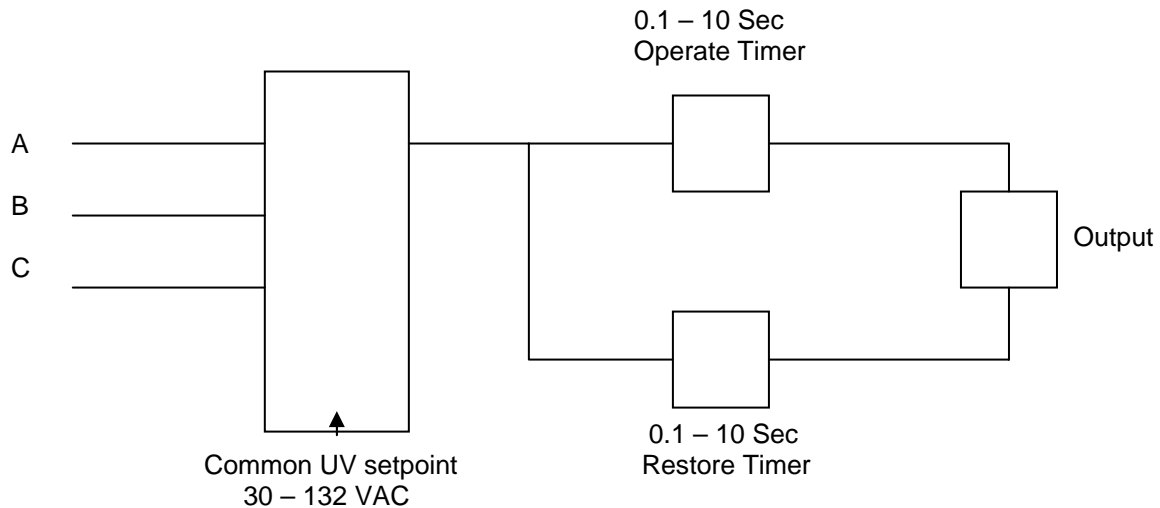 0.1 – 10 Sec
Operate Timer
A
B
C
Output
0.1 – 10 Sec
Restore Timer
Common UV setpoint
30 – 132 VAC